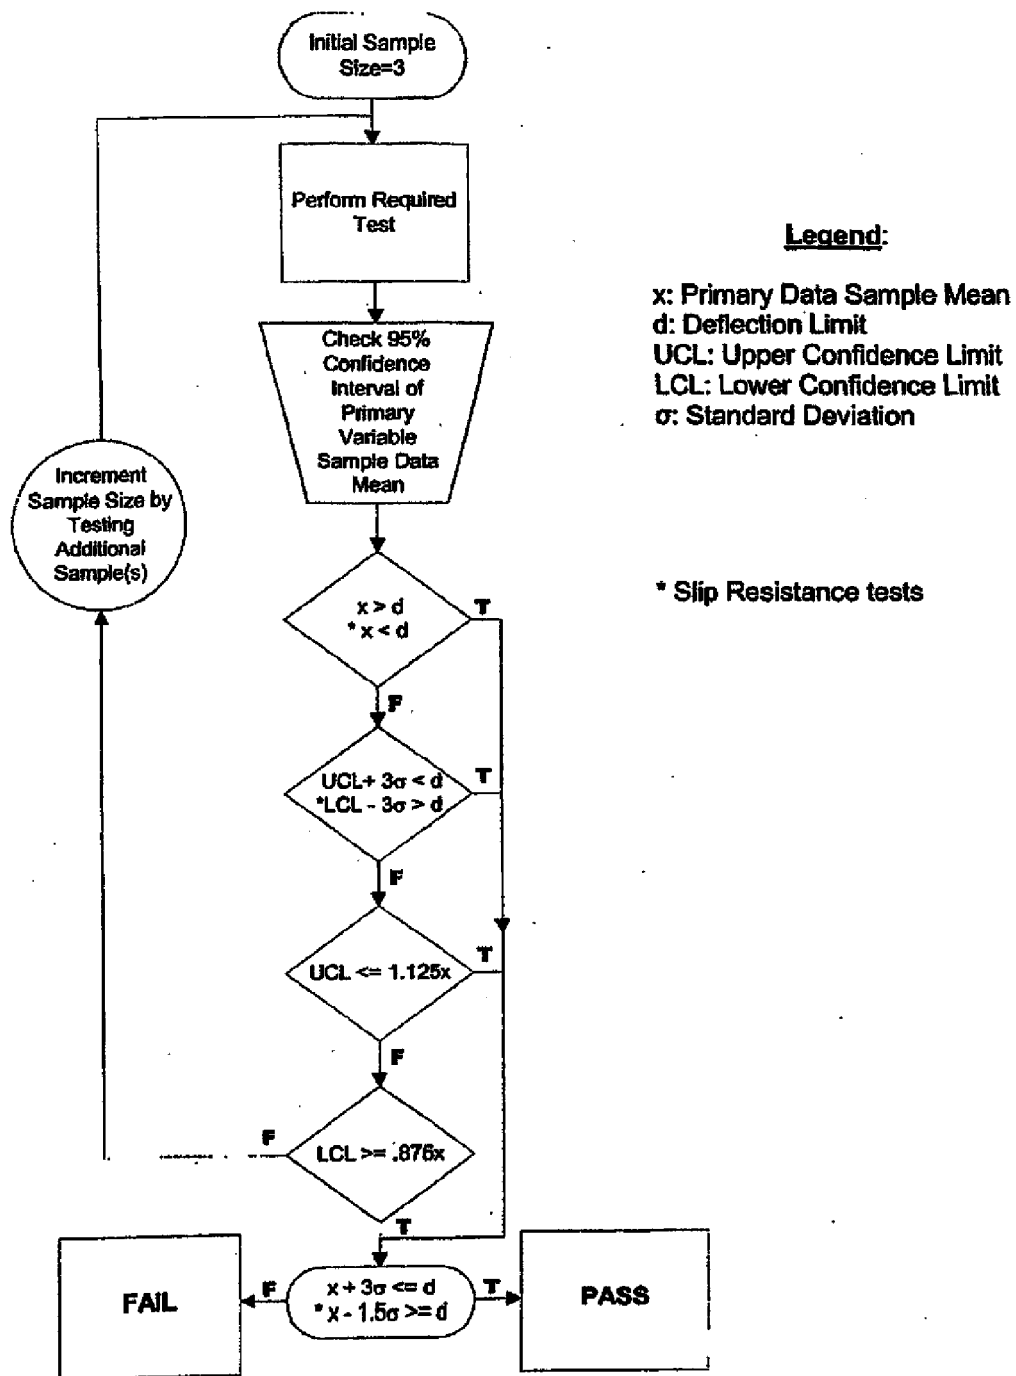 Initial Sample
Size=3
Perform Required
Test
Check 95%
Confidence
Interval of
Primary
Variable
Sample Data
Mean
Increment
Sample Size by
Testing
Additional
Sample(s)
x > d
* x < d
T
F
UCL+ 3σ < d
*LCL - 3σ > d
T
F
UCL <= 1.125x
T
F
LCL >= .875x
F
T
x + 3σ <= d
* x - 1.5σ >= d
F
T
FAIL
PASS
Legend:
x: Primary Data Sample Mean
d: Deflection Limit
UCL: Upper Confidence Limit
LCL: Lower Confidence Limit
σ: Standard Deviation
* Slip Resistance tests